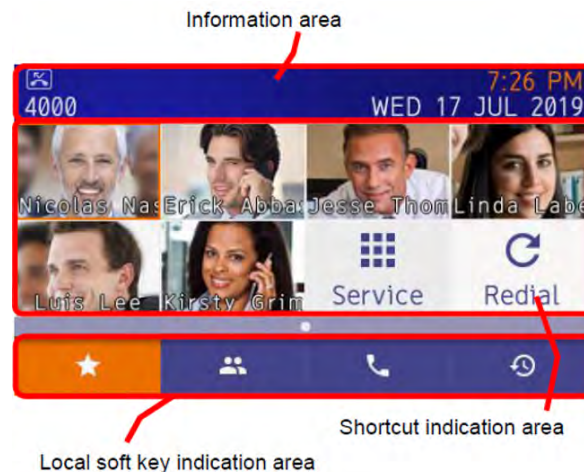 Information area
7:26 PM
4000 WED 17 JUL 2019
Nicolas Nas Erick Abba Jesse Thom Linda Labe
Luis Lee Kirsty Grim Service Redial
Shortcut indication area
Local soft key indication area